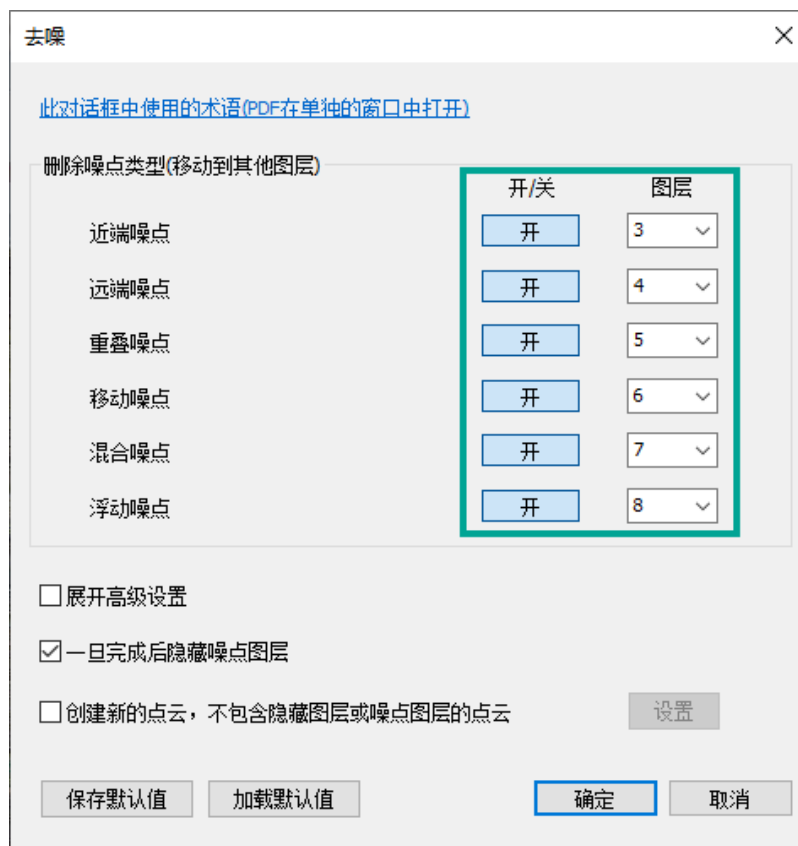 去噪
此对话框中使用的术语(PDF在单独的窗口中打开)
删除噪点类型(移动到其他图层)
开/关 图层
近端噪点 开 3
远端噪点 开 4
重叠噪点 开 5
移动噪点 开 6
混合噪点 开 7
浮动噪点 开 8
展开高级设置
一旦完成后隐藏噪点图层
创建新的点云，不包含隐藏图层或噪点图层的点云 设置
保存默认值 加载默认值 确定 取消